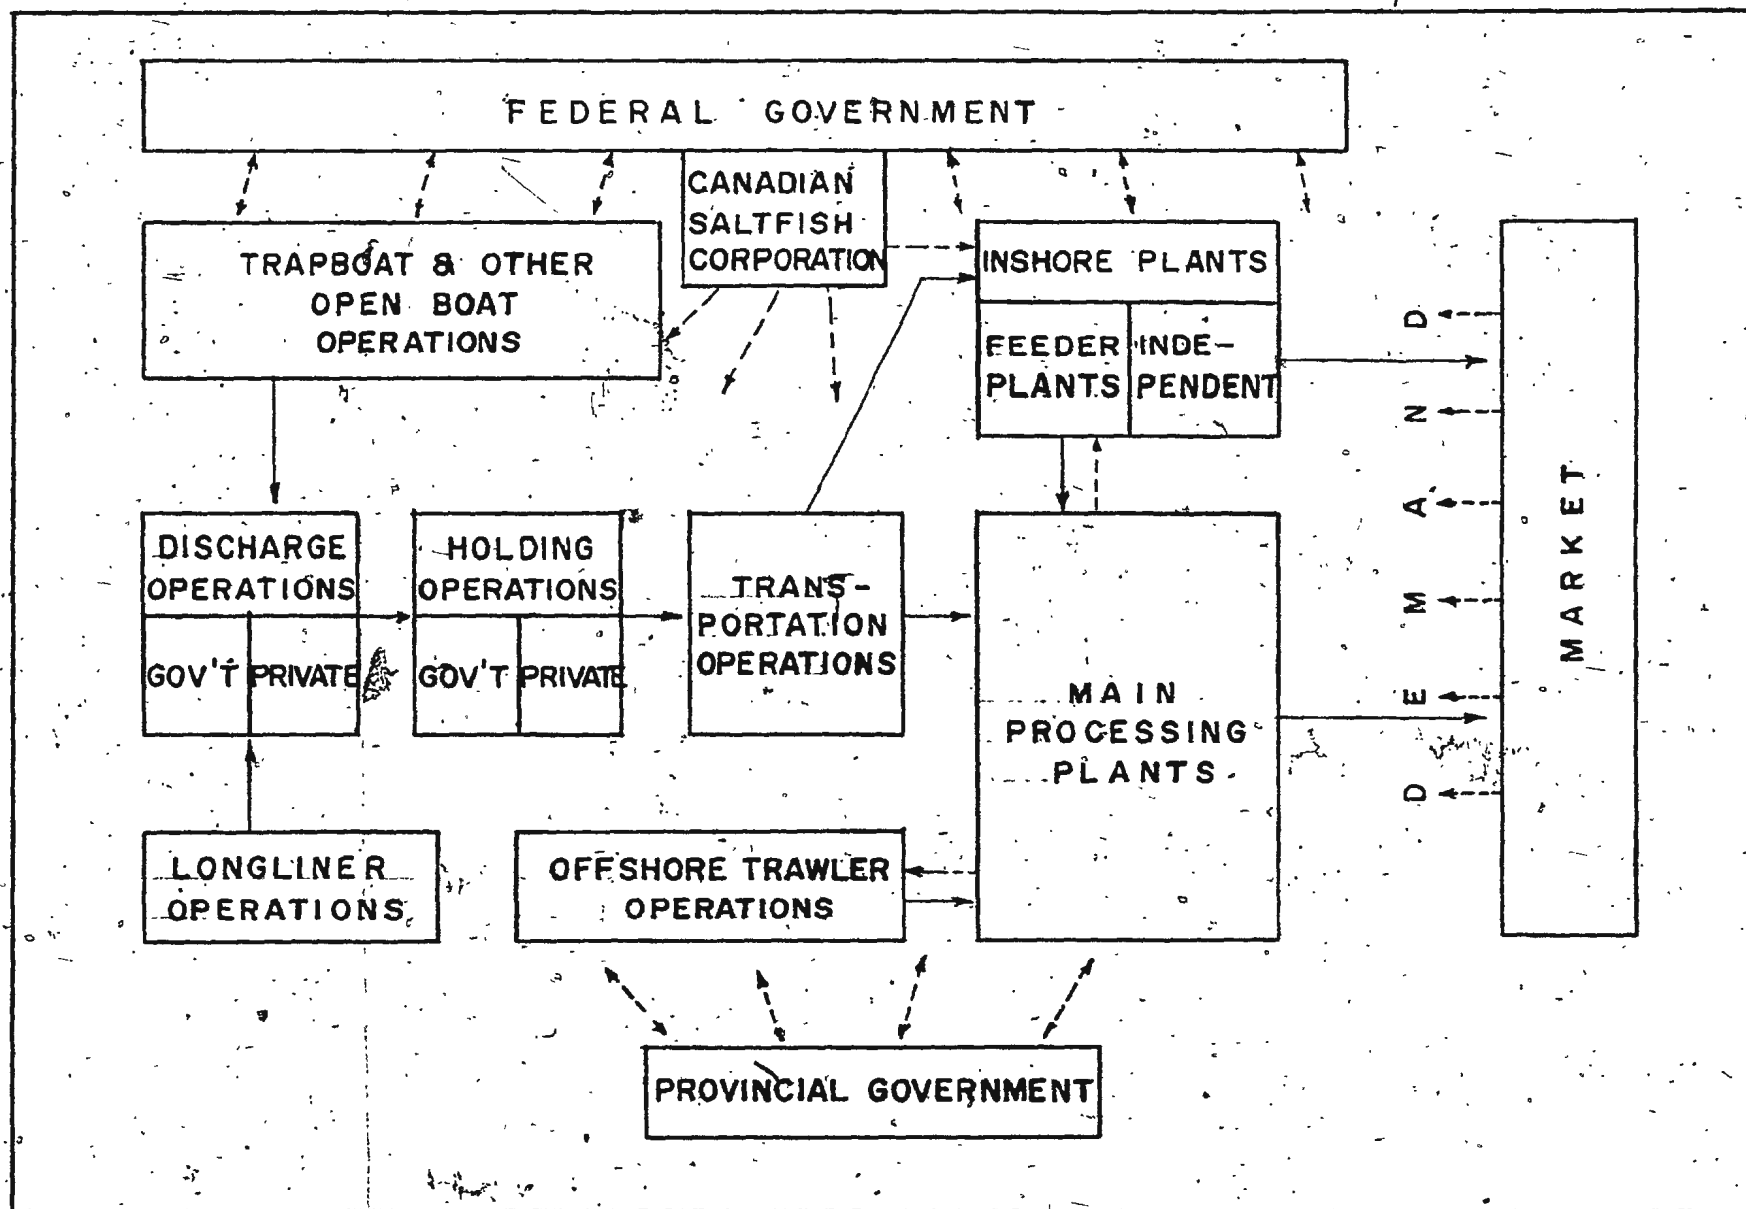 FEDERAL GOVERNMENT
CANADIAN
SALTFISH
CORPORATION
TRAPBOAT & OTHER
OPEN BOAT
OPERATIONS
INSHORE PLANTS
FEEDER
PLANTS
INDE-
PENDENT
DISCHARGE
OPERATIONS
GOV'T
PRIVATE
HOLDING
OPERATIONS
GOV'T
PRIVATE
TRANS-
PORTATION
OPERATIONS
MAIN
PROCESSING
PLANTS
DEMAND
MARKET
LONGLINER
OPERATIONS
OFFSHORE TRAWLER
OPERATIONS
PROVINCIAL GOVERNMENT